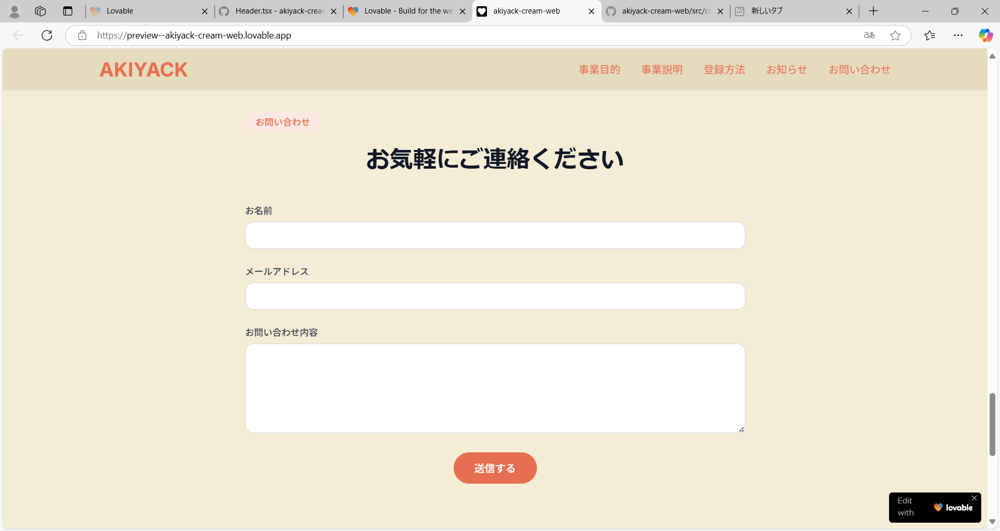 Lovable
Header.tsx - akiyack-crea
Lovable - Build for the we
akiyack-cream-web
akiyack-cream-web/src/co
新しいタブ
https://preview--akiyack-cream-web.lovable.app
aあ
AKIYACK
事業目的 事業説明 登録方法 お知らせ お問い合わせ
お問い合わせ
お気軽にご連絡ください
お名前
メールアドレス
お問い合わせ内容
送信する
Edit with lovable